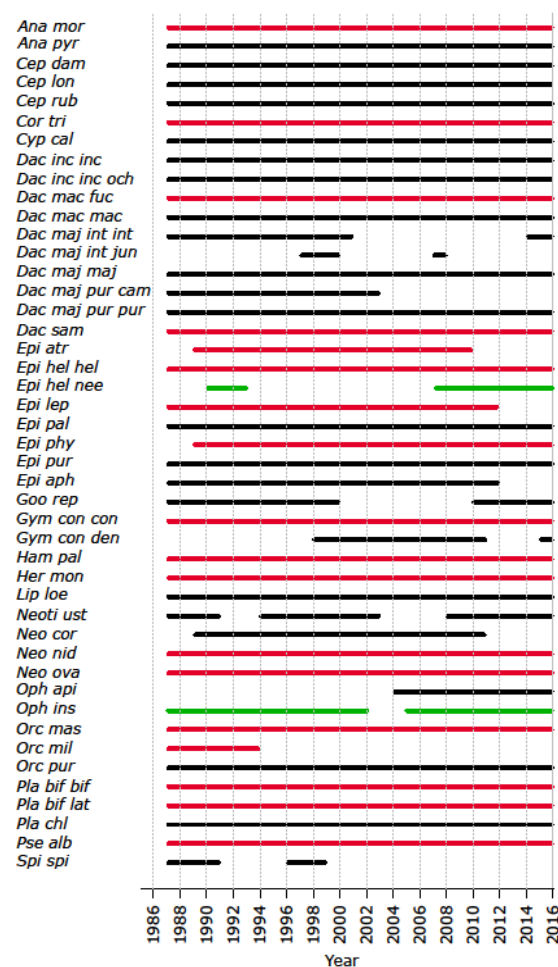 Ana mor
Ana pyr
Cep dam
Cep lon
Cep rub
Cor tri
Cyp cal
Dac inc inc
Dac inc inc och
Dac mac fuc
Dac mac mac
Dac maj int int
Dac maj int jun
Dac maj maj
Dac maj pur cam
Dac maj pur pur
Dac sam
Epi atr
Epi hel hel
Epi hel nee
Epi lep
Epi pal
Epi phy
Epi pur
Epi aph
Goo rep
Gym con con
Gym con den
Ham pal
Her mon
Lip loe
Neoti ust
Neo cor
Neo nid
Neo ova
Oph api
Oph ins
Orc mas
Orc mil
Orc pur
Pla bif bif
Pla bif lat
Pla chl
Pse alb
Spi spi
1986 1988 1990 1992 1994 1996 1998 2000 2002 2004 2006 2008 2010 2012 2014 2016
Year